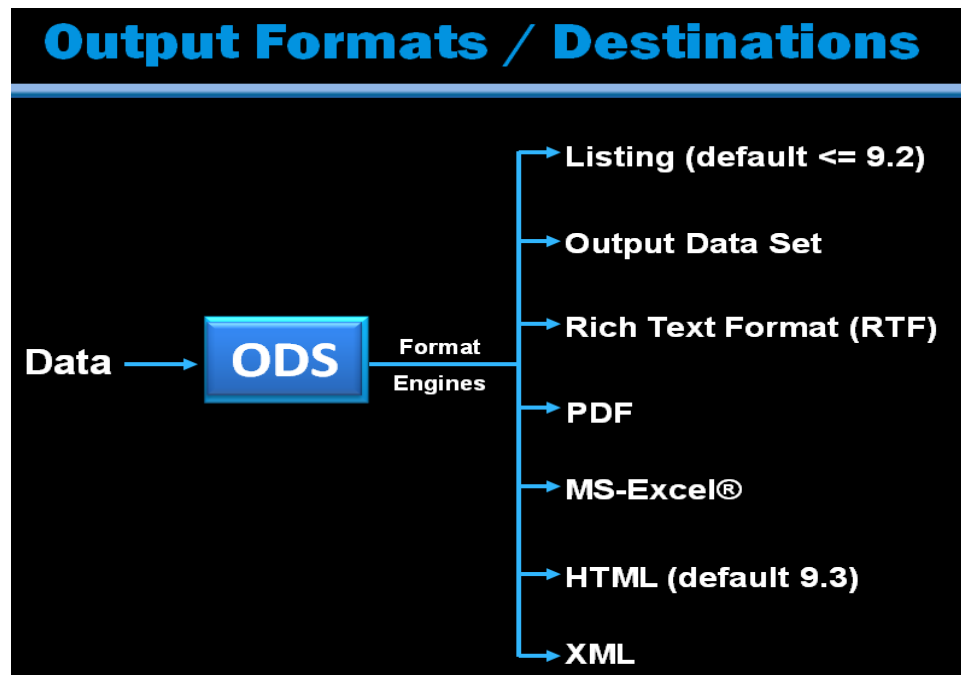 Output Formats / Destinations
Listing (default <= 9.2)
Output Data Set
Rich Text Format (RTF)
Data
ODS
Format
Engines
PDF
MS-Excel®
HTML (default 9.3)
XML